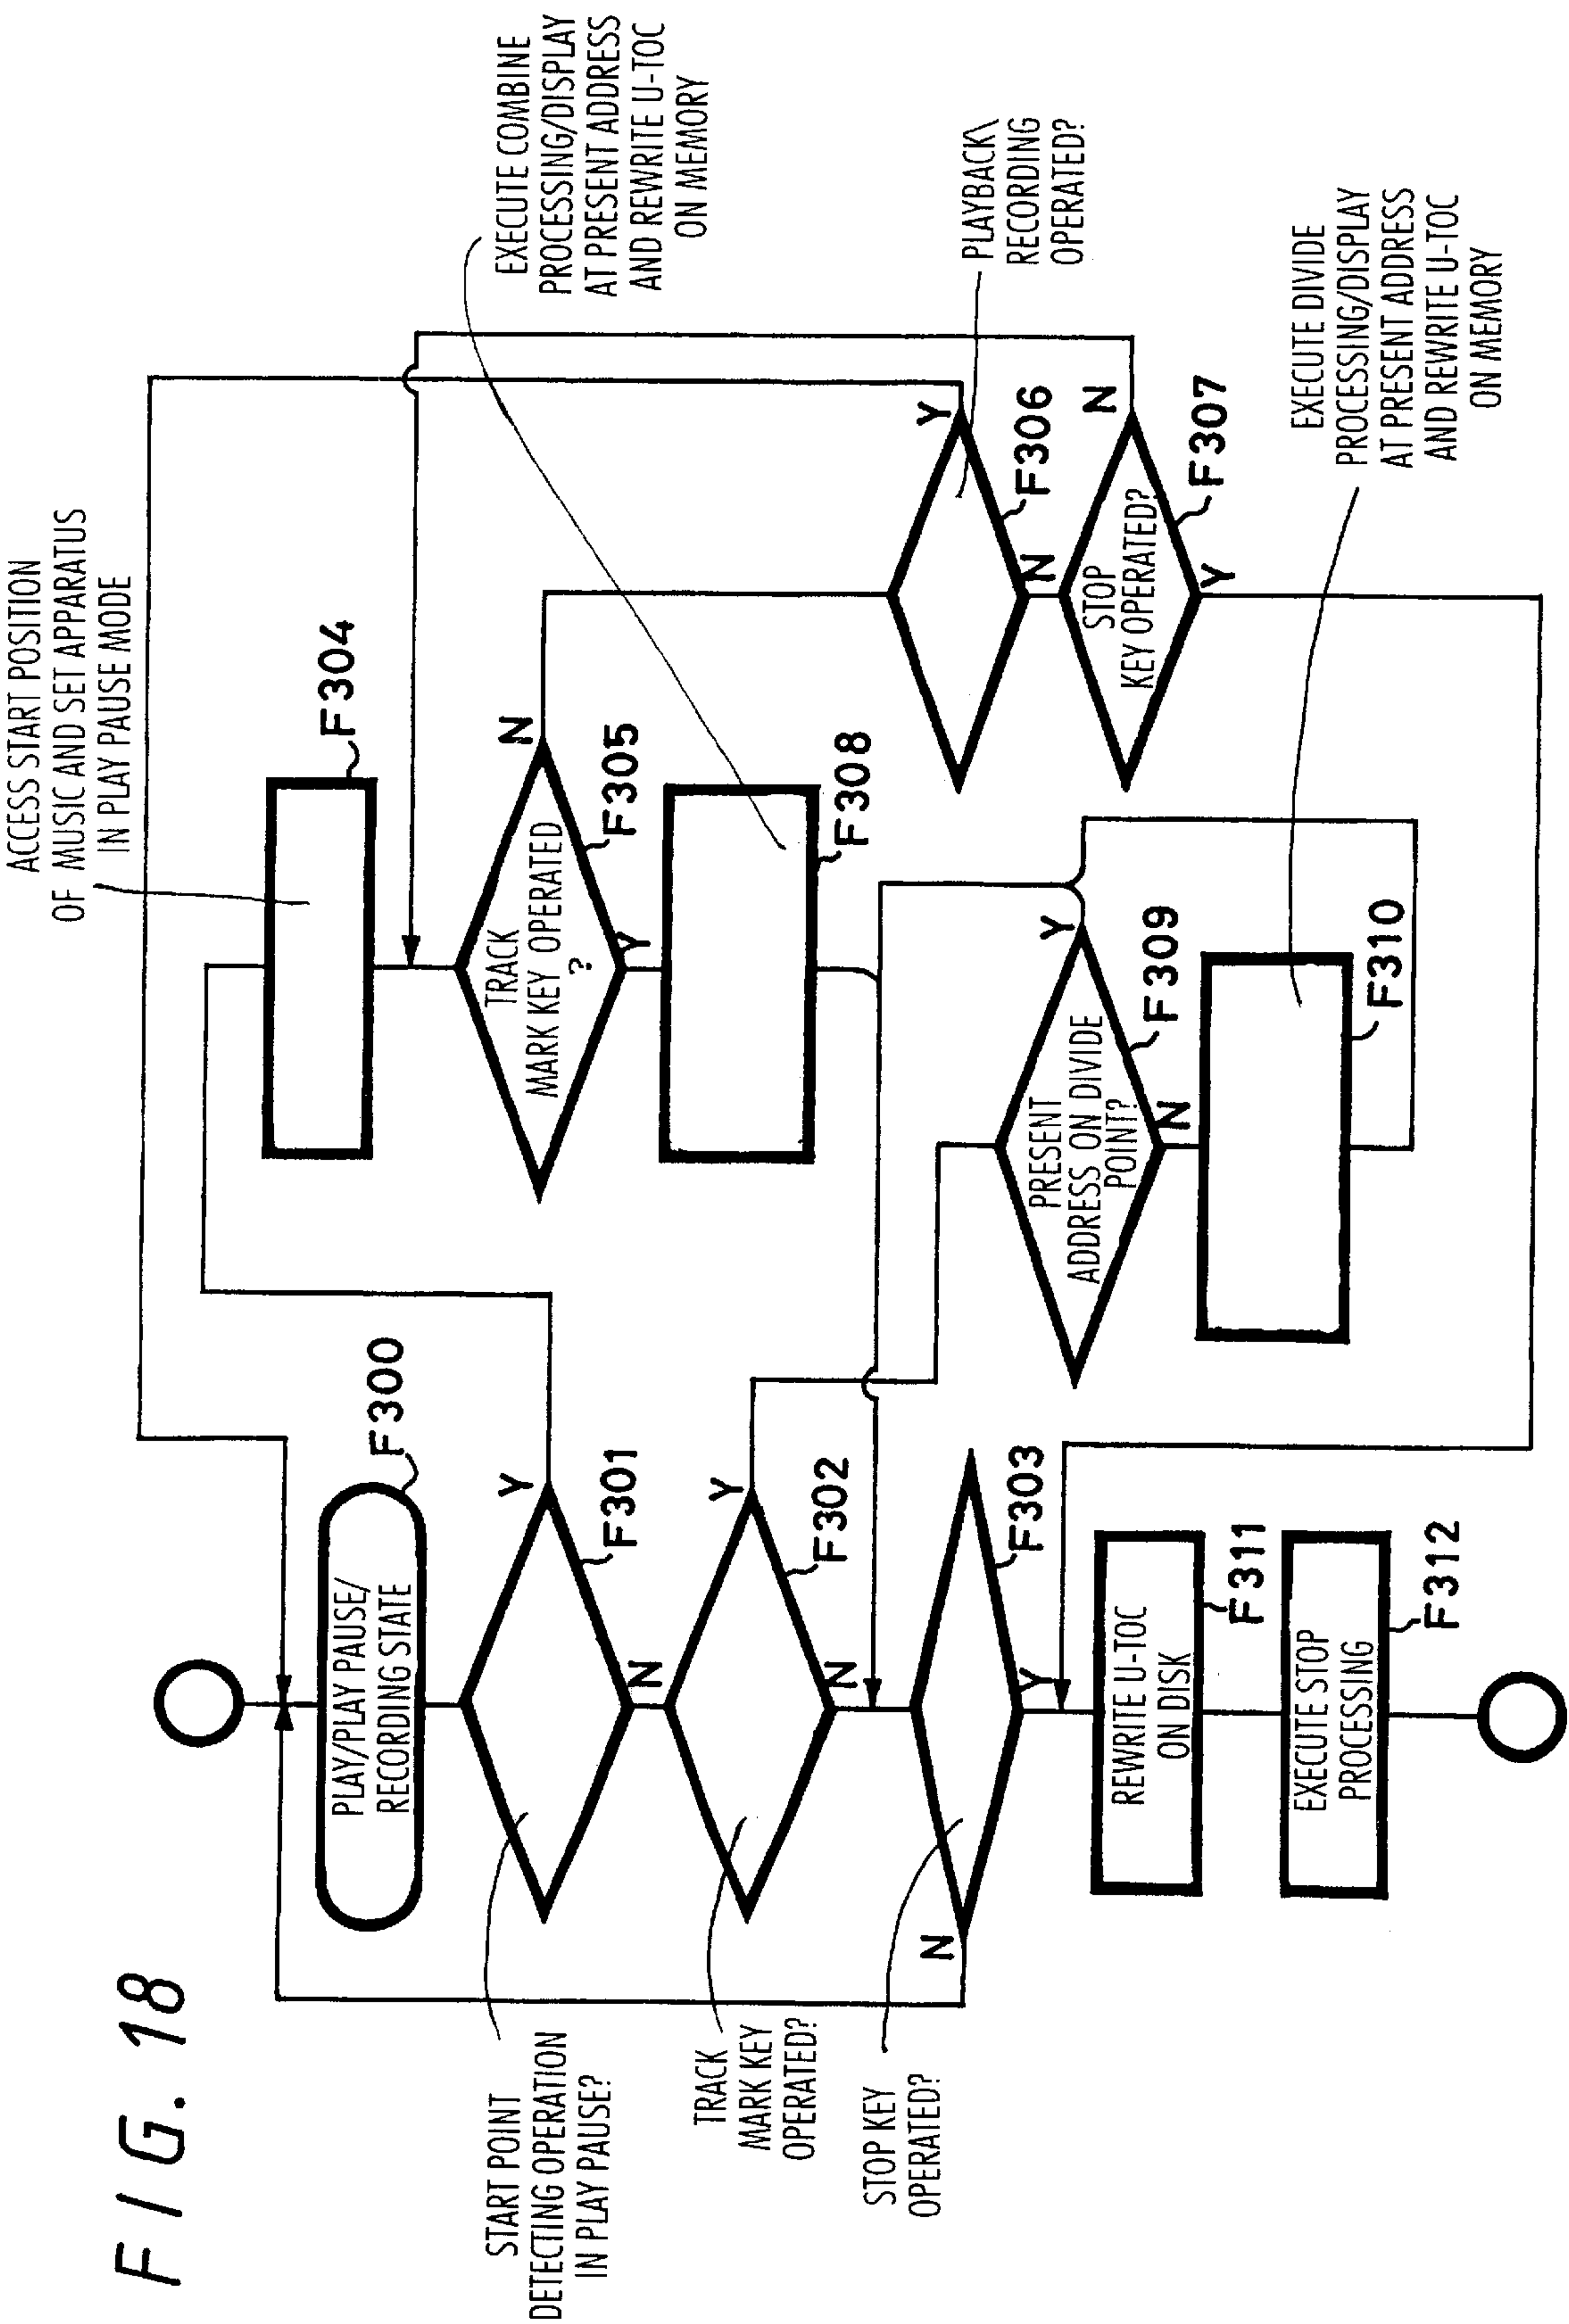 FIG. 18
PLAY/PLAY PAUSE/
RECORDING STATE
F300
START POINT
DETECTING OPERATION
IN PLAY PAUSE?
Y
F301
N
TRACK
MARK KEY
OPERATED?
Y
F302
N
STOP KEY
OPERATED?
N
F303
Y
REWRITE U-TOC
ON DISK
F311
EXECUTE STOP
PROCESSING
F312
ACCESS START POSITION
OF MUSIC AND SET APPARATUS
IN PLAY PAUSE MODE
F304
TRACK
MARK KEY OPERATED
?
N
F305
Y
F308
EXECUTE COMBINE
PROCESSING/DISPLAY
AT PRESENT ADDRESS
AND REWRITE U-TOC
ON MEMORY
PRESENT
ADDRESS ON DIVIDE
POINT?
Y
F309
N
F310
EXECUTE DIVIDE
PROCESSING/DISPLAY
AT PRESENT ADDRESS
AND REWRITE U-TOC
ON MEMORY
PLAYBACK\
RECORDING
OPERATED?
Y
F306
N
STOP
KEY OPERATED?
N
F307
Y